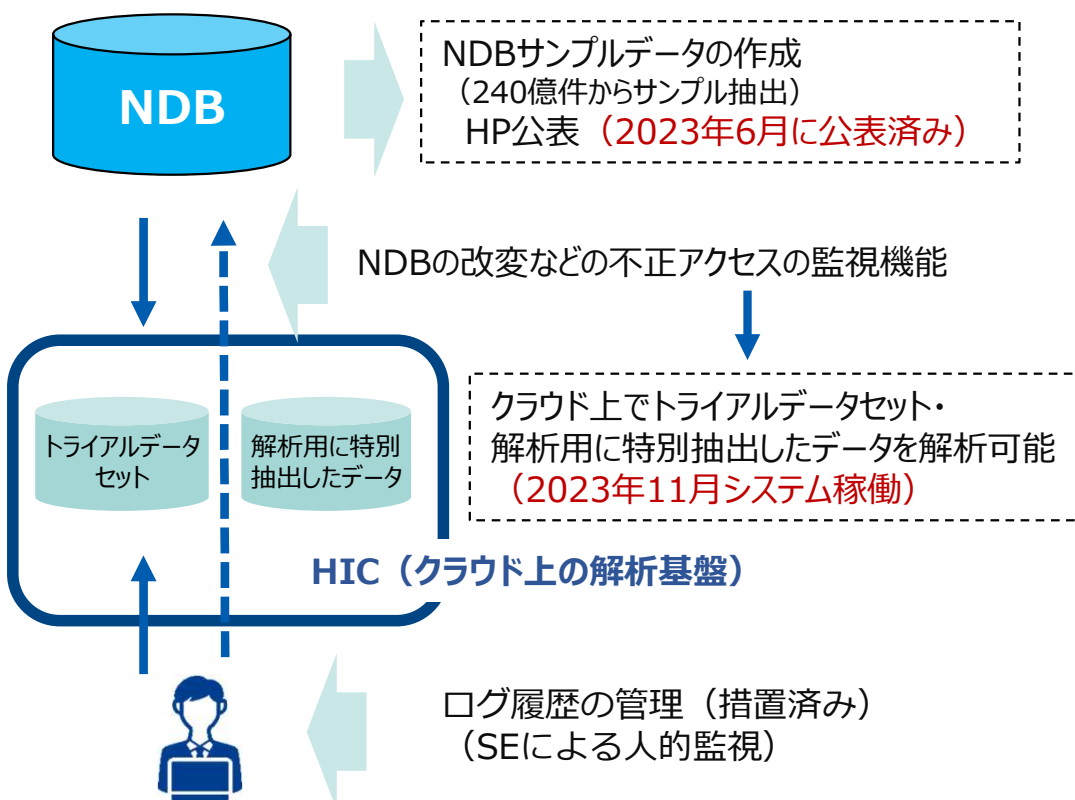 NDB
NDBサンプルデータの作成
（240億件からサンプル抽出）
HP公表（2023年6月に公表済み）
NDBの改変などの不正アクセスの監視機能
トライアルデータ
セット
解析用に特別
抽出したデータ
クラウド上でトライアルデータセット・
解析用に特別抽出したデータを解析可能
（2023年11月システム稼働）
HIC（クラウド上の解析基盤）
ログ履歴の管理（措置済み）
（SEによる人的監視）